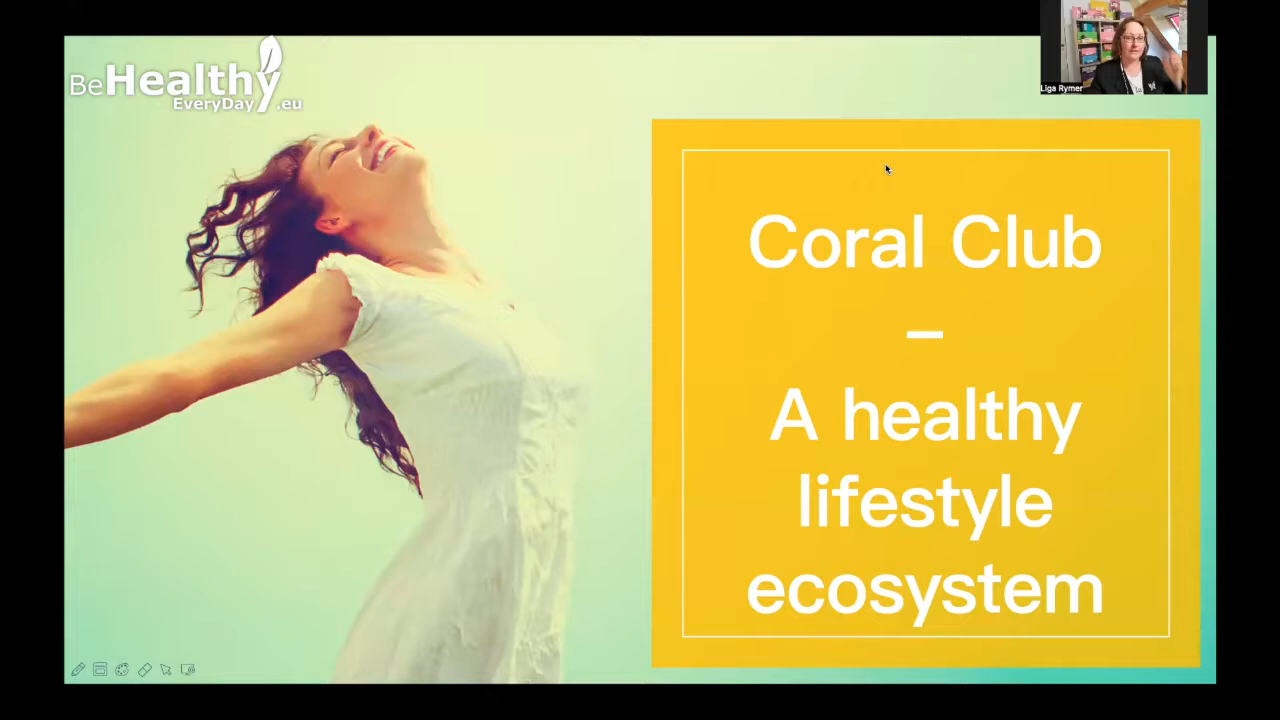 BeHealthy
EveryDay.eu
Liga Rymer
Coral Club
–
A healthy
lifestyle
ecosystem